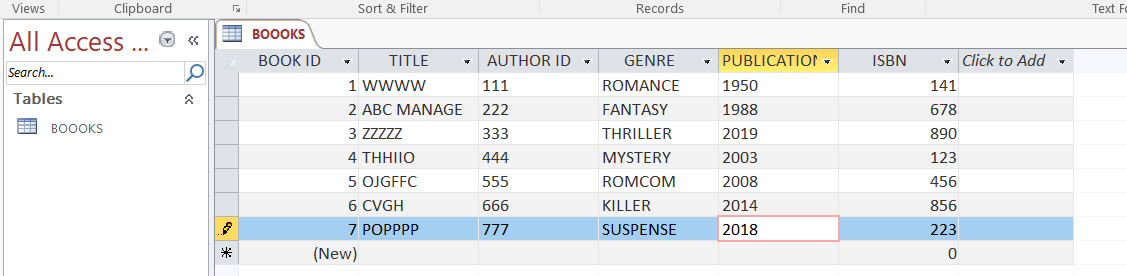 Views Clipboard Sort & Filter Records Find Text Fo
All Access ... «
BOOOKS
Search...
BOOK ID TITLE AUTHOR ID GENRE PUBLICATION ISBN Click to Add
Tables
BOOOKS
1 WWWW 111 ROMANCE 1950 141
2 ABC MANAGE 222 FANTASY 1988 678
3 ZZZZZ 333 THRILLER 2019 890
4 THHIIO 444 MYSTERY 2003 123
5 OJGFFC 555 ROMCOM 2008 456
6 CVGH 666 KILLER 2014 856
7 POPPPP 777 SUSPENSE 2018 223
(New) 0